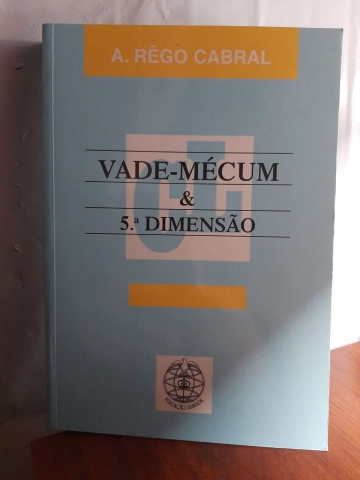 A. RÊGO CABRAL
VADE-MÉCUM
&
5.ª DIMENSÃO